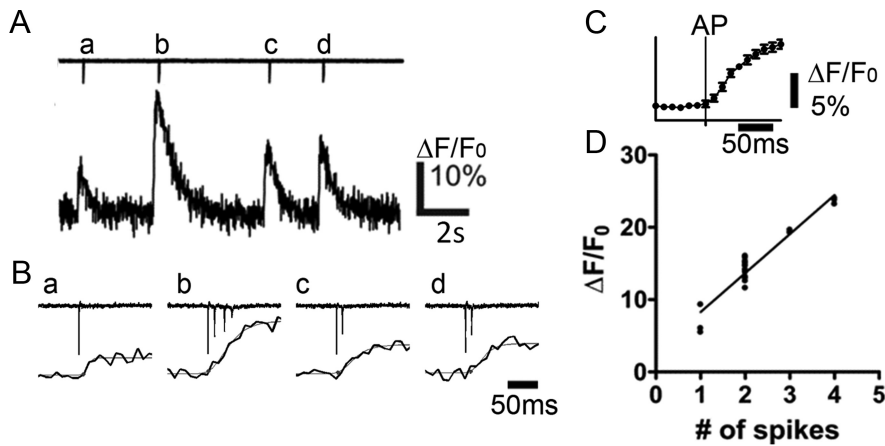 A
a b c d
ΔF/F0
10%
2s
B
a b c d
50ms
C
AP
ΔF/F0
5%
50ms
D
30
20
10
0
ΔF/F0
0 1 2 3 4 5
# of spikes